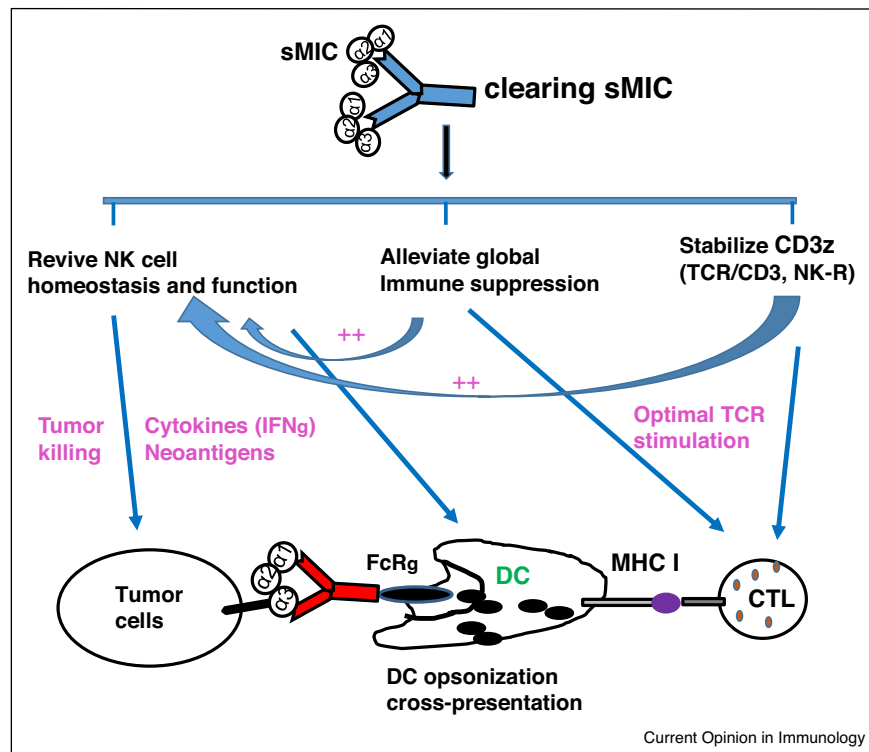 sMIC
α2 α1
α3
clearing sMIC
α1
α2
α3
Revive NK cell
homeostasis and function
Alleviate global
Immune suppression
Stabilize CD3z
(TCR/CD3, NK-R)
++
++
Tumor
killing
Cytokines (IFNg)
Neoantigens
Optimal TCR
stimulation
Tumor
cells
α2 α1
α3
FcRg
DC
MHC I
CTL
DC opsonization
cross-presentation
Current Opinion in Immunology